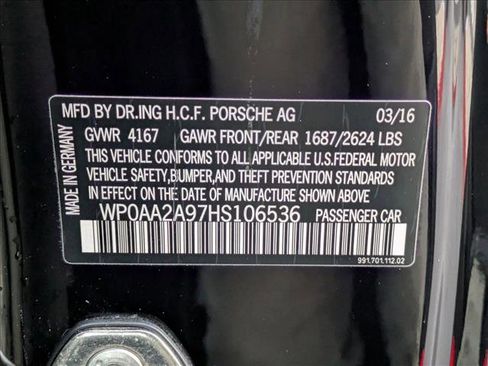 MFD BY DR.ING H.C.F. PORSCHE AG 03/16
GVWR 4167 GAWR FRONT/REAR 1687/2624 LBS
THIS VEHICLE CONFORMS TO ALL APPLICABLE U.S.FEDERAL MOTOR
VEHICLE SAFETY,BUMPER,AND THEFT PREVENTION STANDARDS
IN EFFECT ON THE DATE OF MANUFACTURE SHOWN ABOVE
WP0AA2A97HS106536 PASSENGER CAR
991.701.112.02
MADE IN GERMANY